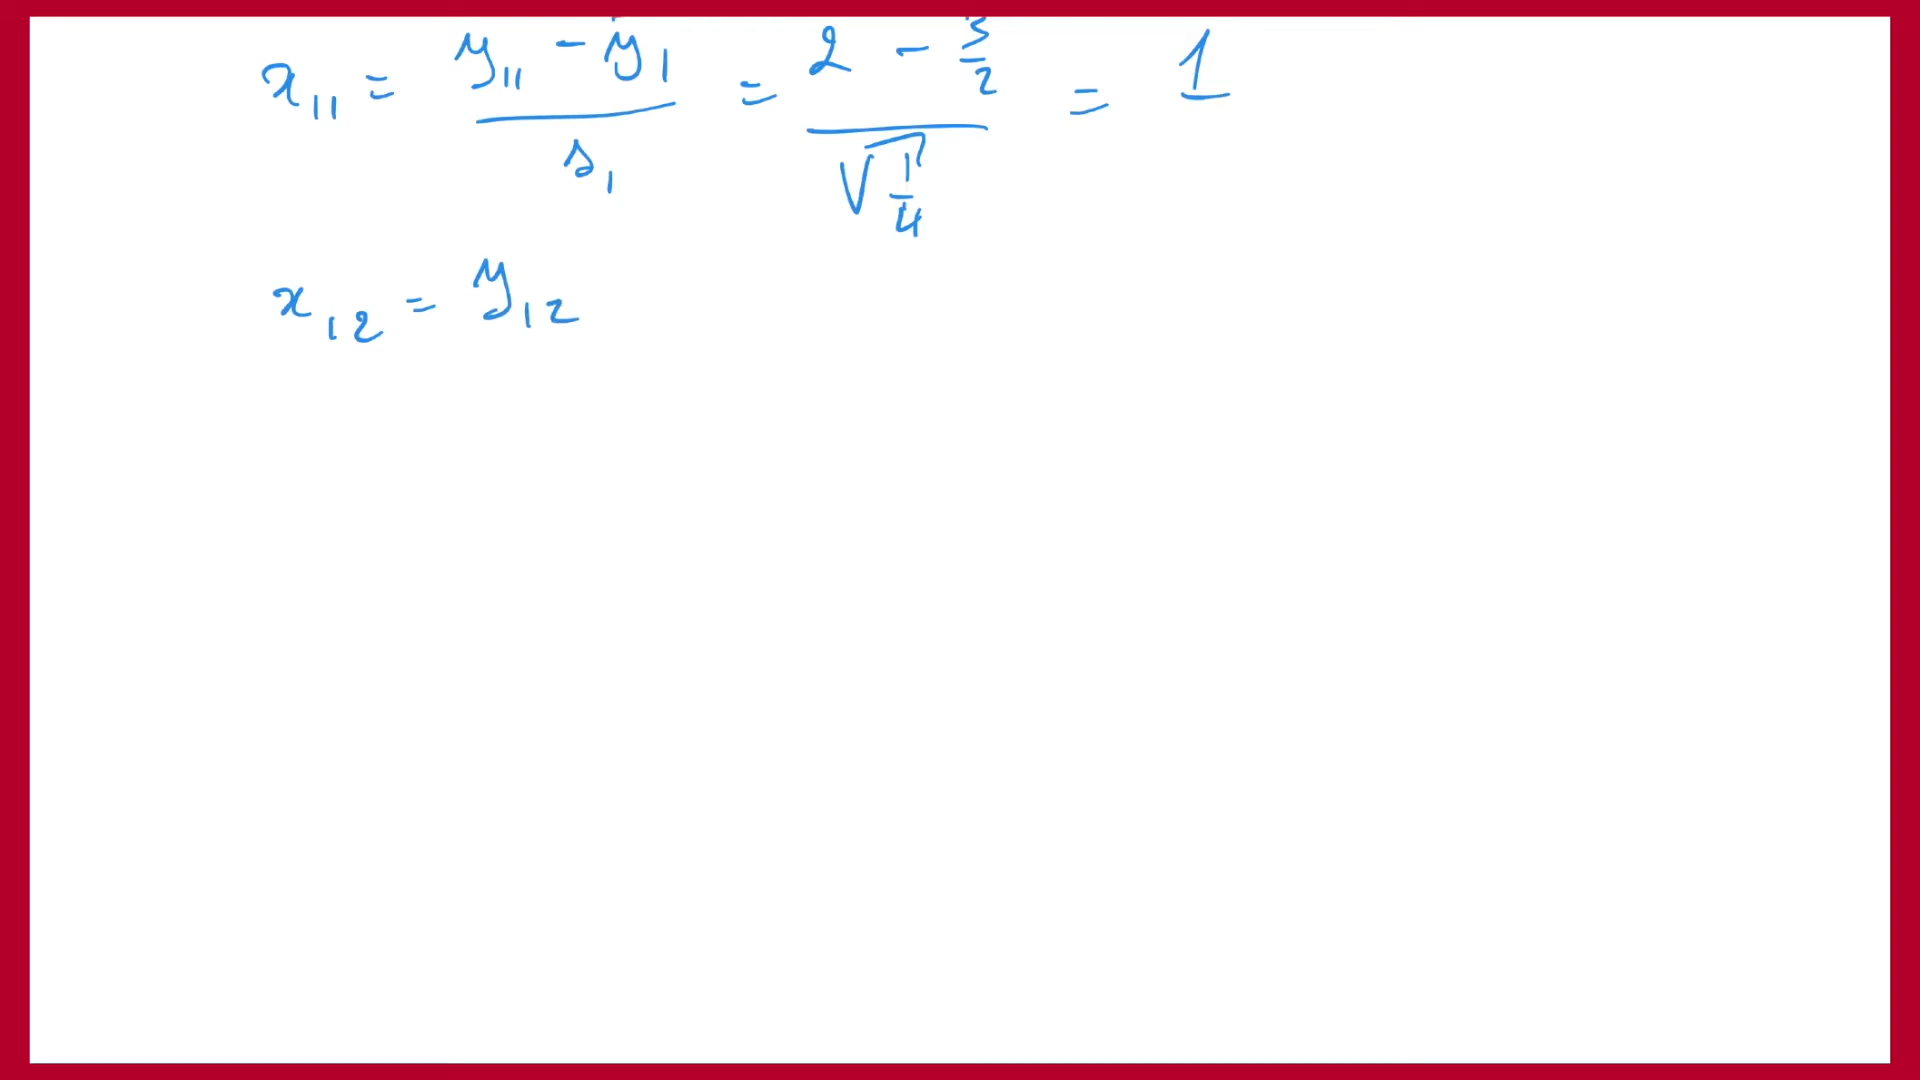 x₁₁ = (y₁₁ - ȳ₁) / s₁ = (2 - 3/2) / √(1/4) = 1
x₁₂ = y₁₂